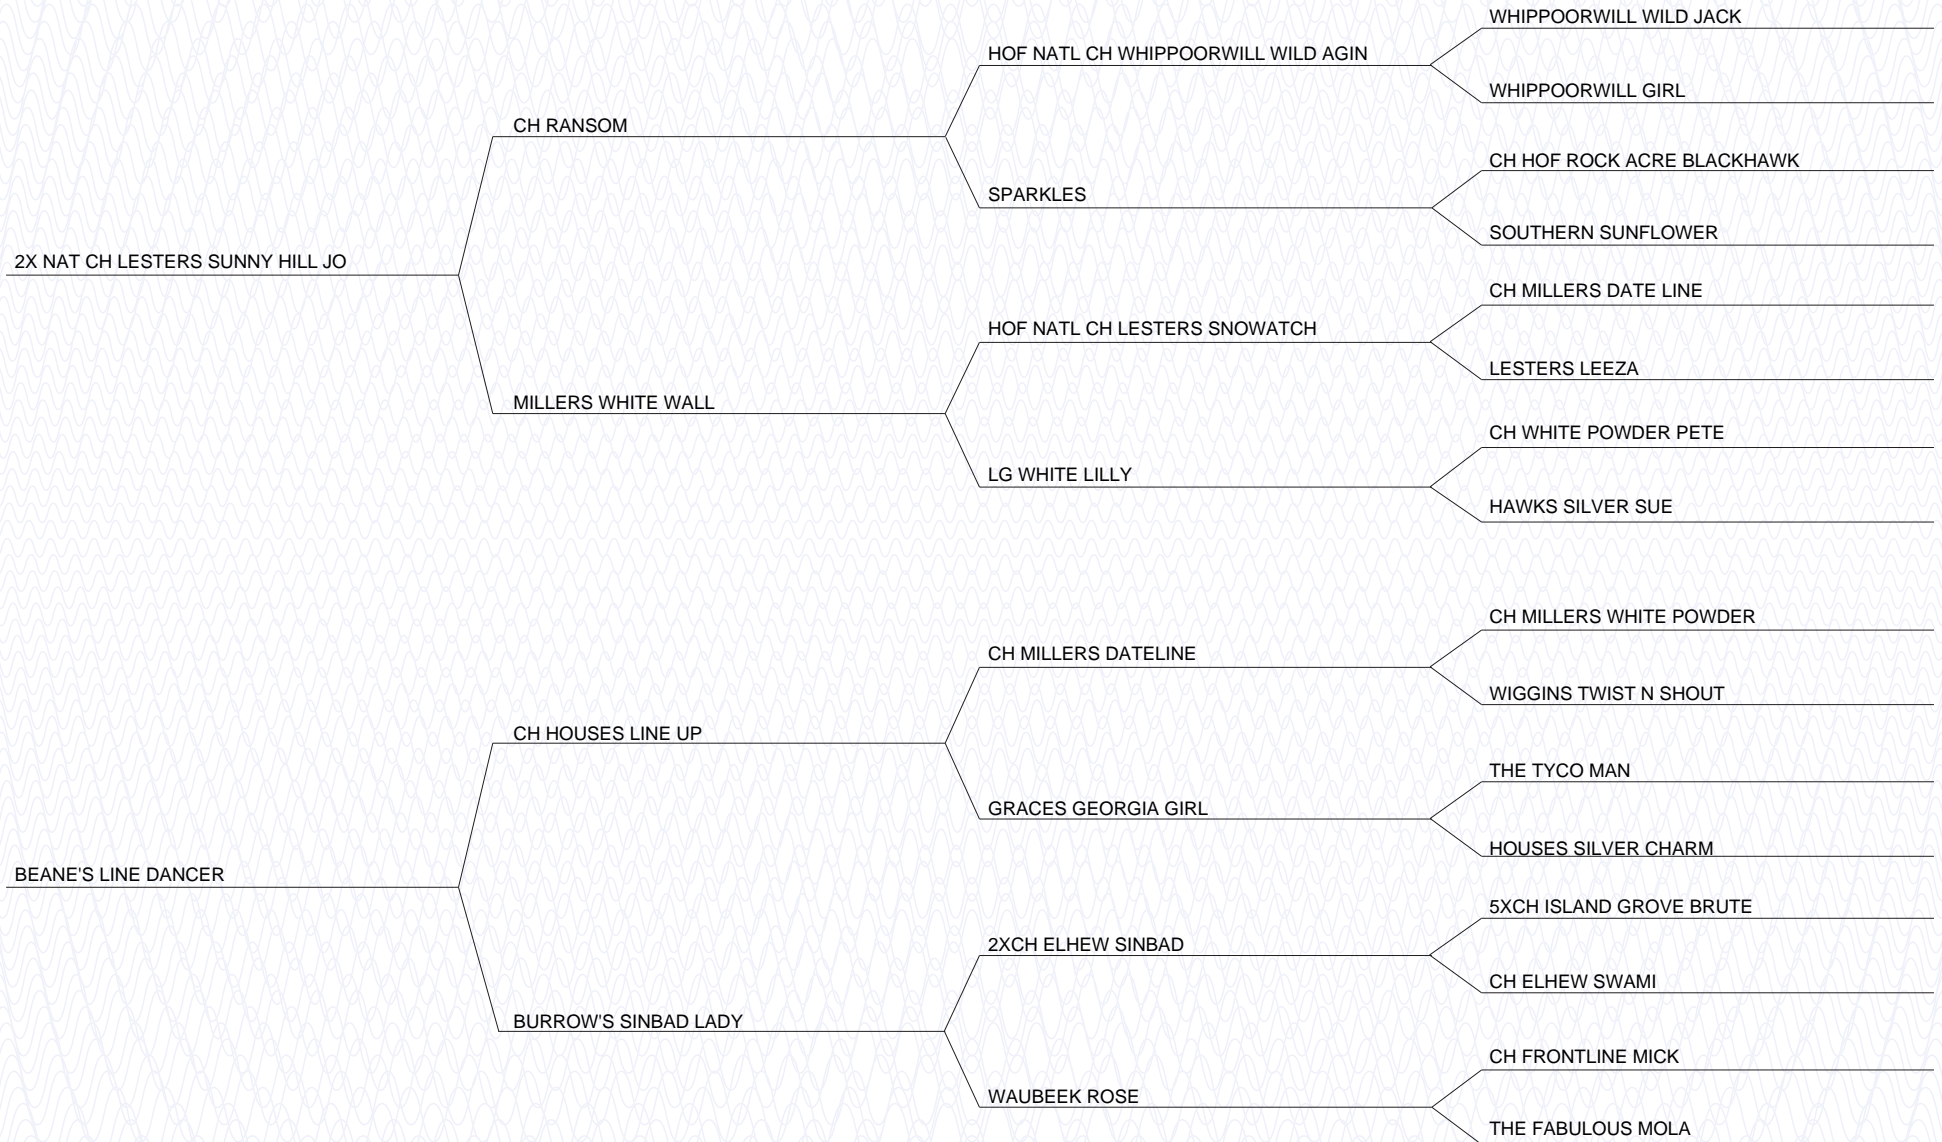 WHIPPOORWILL WILD JACK
HOF NATL CH WHIPPOORWILL WILD AGIN
WHIPPOORWILL GIRL
CH RANSOM
CH HOF ROCK ACRE BLACKHAWK
SPARKLES
SOUTHERN SUNFLOWER
2X NAT CH LESTERS SUNNY HILL JO
CH MILLERS DATE LINE
HOF NATL CH LESTERS SNOWATCH
LESTERS LEEZA
MILLERS WHITE WALL
CH WHITE POWDER PETE
LG WHITE LILLY
HAWKS SILVER SUE
CH MILLERS WHITE POWDER
CH MILLERS DATELINE
WIGGINS TWIST N SHOUT
CH HOUSES LINE UP
THE TYCO MAN
GRACES GEORGIA GIRL
HOUSES SILVER CHARM
BEANE'S LINE DANCER
5XCH ISLAND GROVE BRUTE
2XCH ELHEW SINBAD
CH ELHEW SWAMI
BURROW'S SINBAD LADY
CH FRONTLINE MICK
WAUBEEK ROSE
THE FABULOUS MOLA